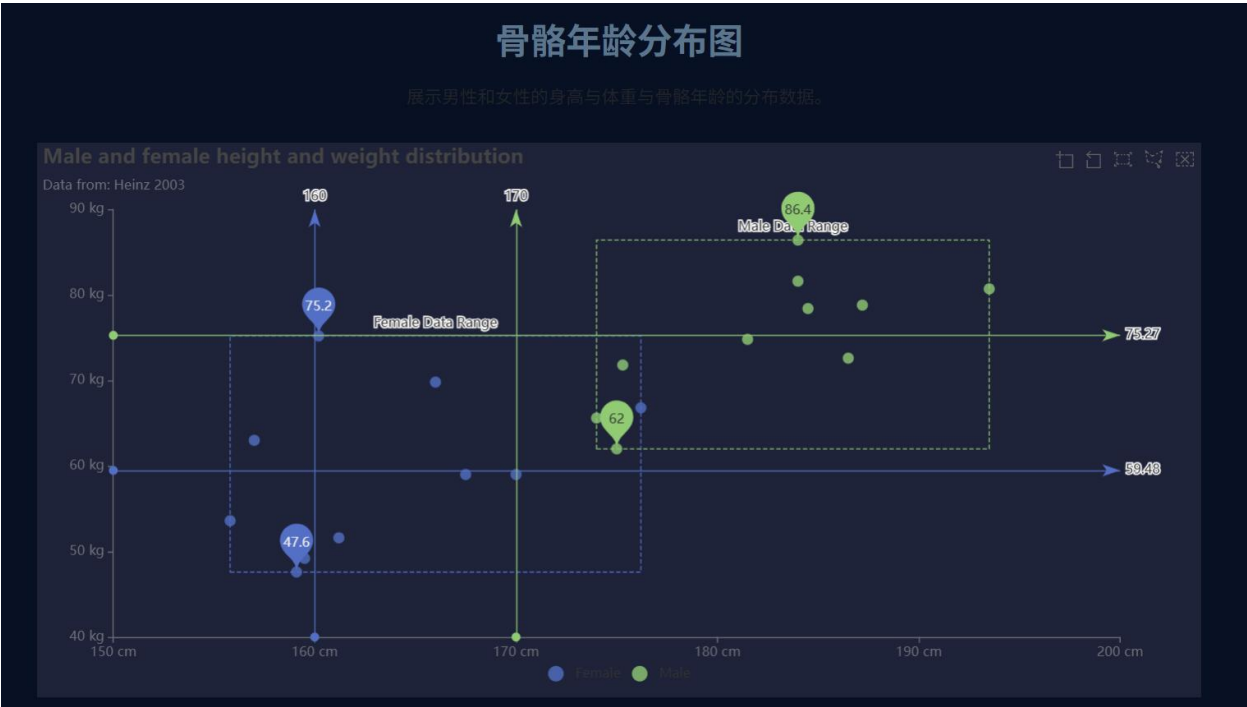 骨骼年龄分布图
展示男性和女性的身高与体重与骨骼年龄的分布数据。
Male and female height and weight distribution
Data from: Heinz 2003
160
170
86.4
Male Data Range
90 kg
80 kg
75.2
Female Data Range
75.27
70 kg
62
60 kg
59.48
50 kg
47.6
40 kg
150 cm
160 cm
170 cm
180 cm
190 cm
200 cm
Female
Male